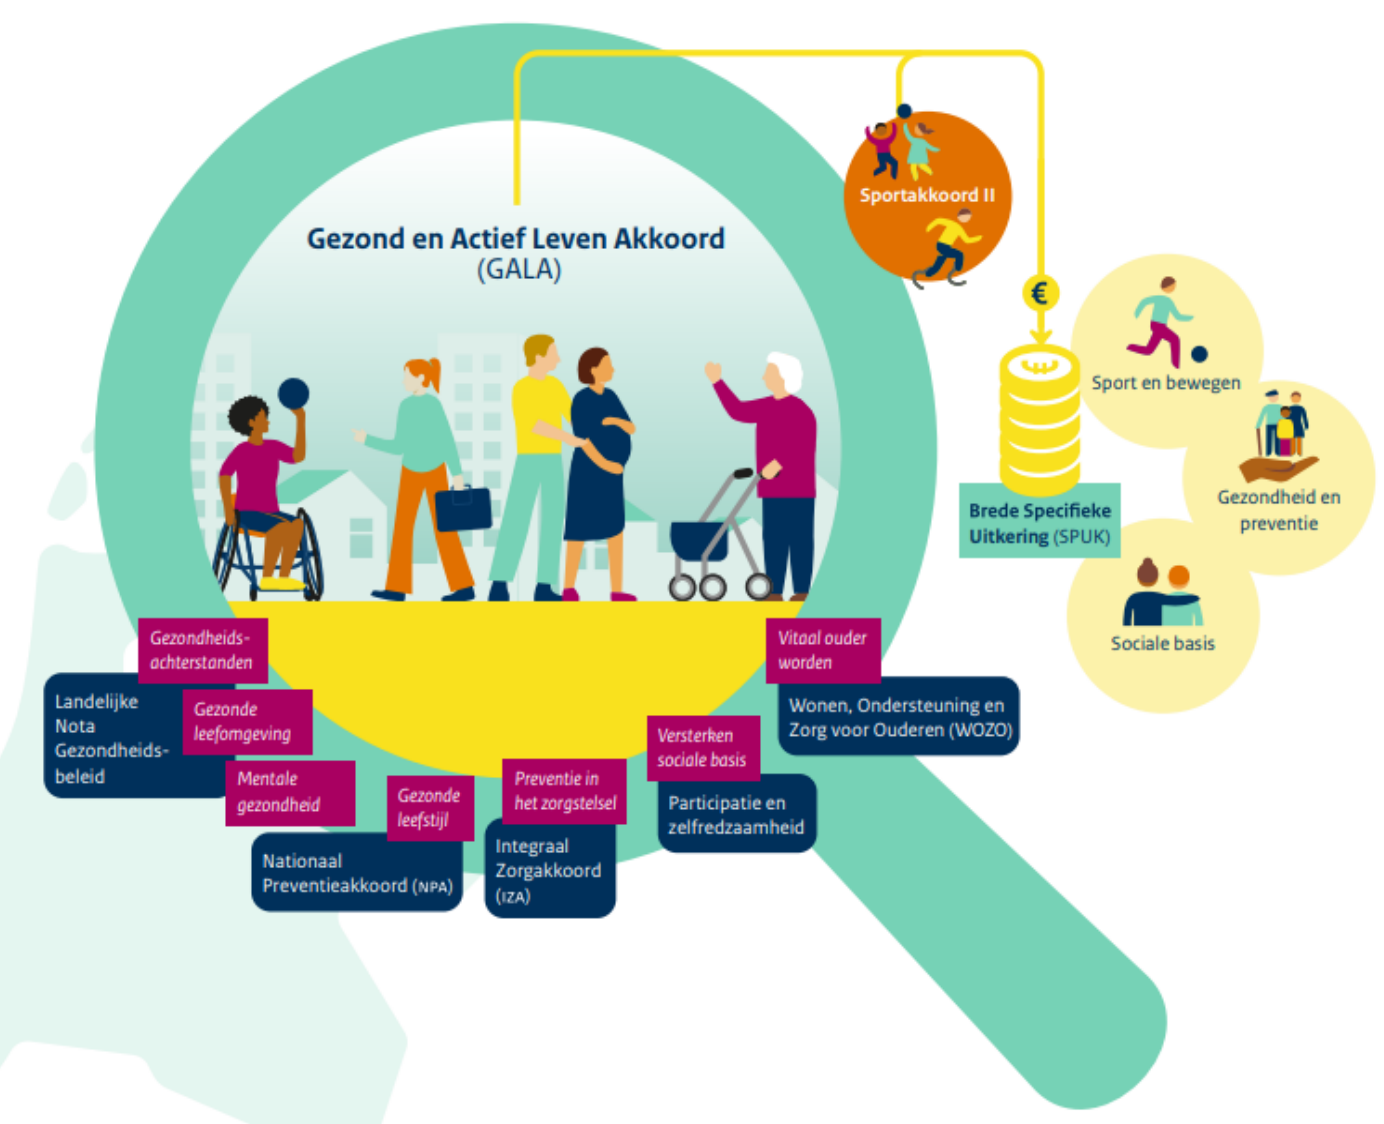 Gezond en Actief Leven Akkoord
(GALA)
Sportakkoord II
€
Sport en bewegen
Gezondheid en
preventie
Brede Specifieke
Uitkering (SPUK)
Sociale basis
Gezondheids-
achterstanden
Landelijke
Nota
Gezondheids-
beleid
Gezonde
leefomgeving
Mentale
gezondheid
Gezonde
leefstijl
Nationaal
Preventieakkoord (NPA)
Preventie in
het zorgstelsel
Integraal
Zorgakkoord
(IZA)
Versterken
sociale basis
Participatie en
zelfredzaamheid
Vitaal ouder
worden
Wonen, Ondersteuning en
Zorg voor Ouderen (WOZO)